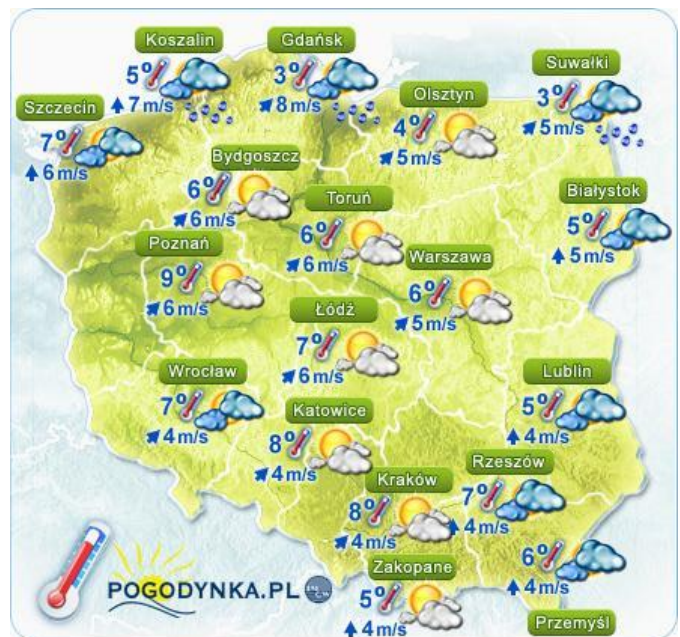 Koszalin
5°
7 m/s
Gdańsk
3°
8 m/s
Suwałki
3°
5 m/s
Szczecin
7°
6 m/s
Olsztyn
4°
5 m/s
Bydgoszcz
6°
6 m/s
Toruń
6°
6 m/s
Białystok
5°
5 m/s
Poznań
9°
6 m/s
Warszawa
6°
5 m/s
Łódź
7°
6 m/s
Wrocław
7°
4 m/s
Lublin
5°
4 m/s
Katowice
8°
4 m/s
Rzeszów
7°
4 m/s
Kraków
8°
4 m/s
Zakopane
5°
4 m/s
6°
4 m/s
Przemyśl
POGODYNKA.PL